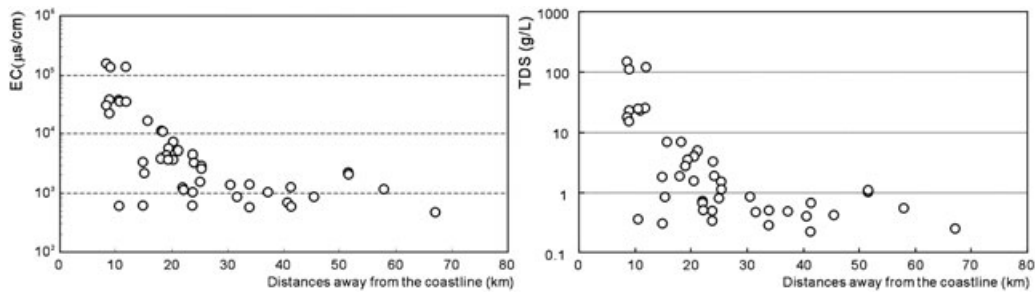 EC(μs/cm)
10⁶
10⁵
10⁴
10³
10²
0 10 20 30 40 50 60 70 80
Distances away from the coastline (km)
TDS (g/L)
1000
100
10
1
0.1
0 10 20 30 40 50 60 70 80
Distances away from the coastline (km)